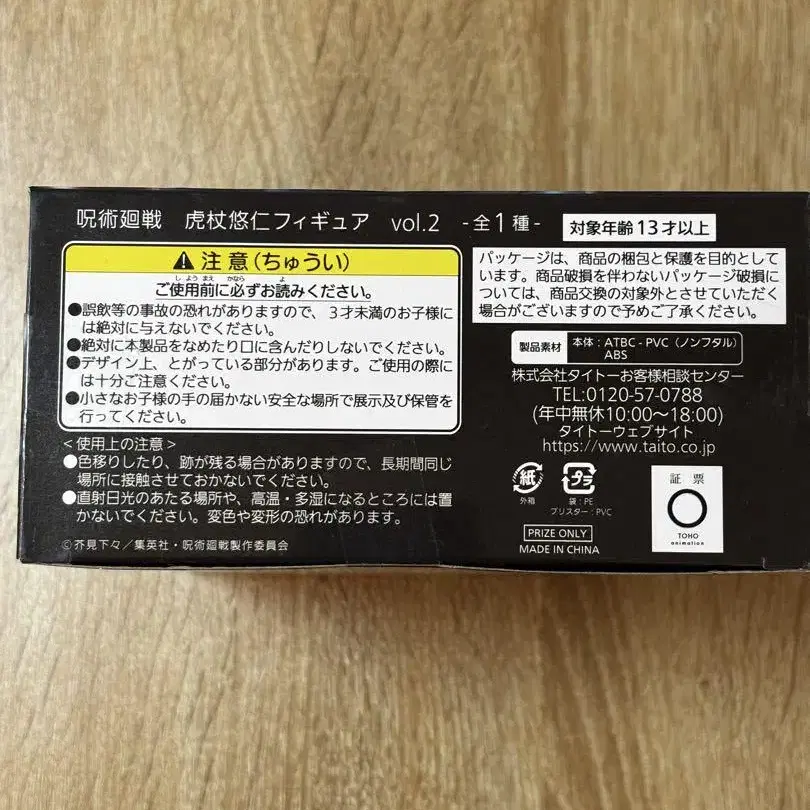 呪術廻戦 虎杖悠仁フィギュア vol.2 -全1種-
対象年齢13才以上
⚠注意(ちゅうい)
ご使用前に必ずお読みください。
●誤飲等の事故の恐れがありますので、3才未満のお子様に
は絶対に与えないでください。
●絶対に本製品をなめたり口に含んだりしないでください。
●デザイン上、とがっている部分があります。ご使用の際に
は十分ご注意ください。
●小さなお子様の手の届かない安全な場所で展示及び保管を
行ってください。
<使用上の注意>
●色移りしたり、跡が残る場合がありますので、長期間同じ
場所に接触させておかないでください。
●直射日光のあたる場所や、高温・多湿になるところには置
かないでください。変色や変形の恐れがあります。
©芥見下々/集英社・呪術廻戦製作委員会
パッケージは、商品の梱包と保護を目的として
います。商品破損を伴わないパッケージ破損に
ついては、商品交換の対象外とさせていただく
場合がございますので予めご了承ください。
製品素材
本体:ATBC-PVC(ノンフタル)
ABS
株式会社タイトーお客様相談センター
TEL:0120-57-0788
(年中無休10:00〜18:00)
タイトーウェブサイト
https://www.taito.co.jp
紙
外箱
プラ
袋:PE
ブリスター:PVC
PRIZE ONLY
MADE IN CHINA
証票
TOHO
animation